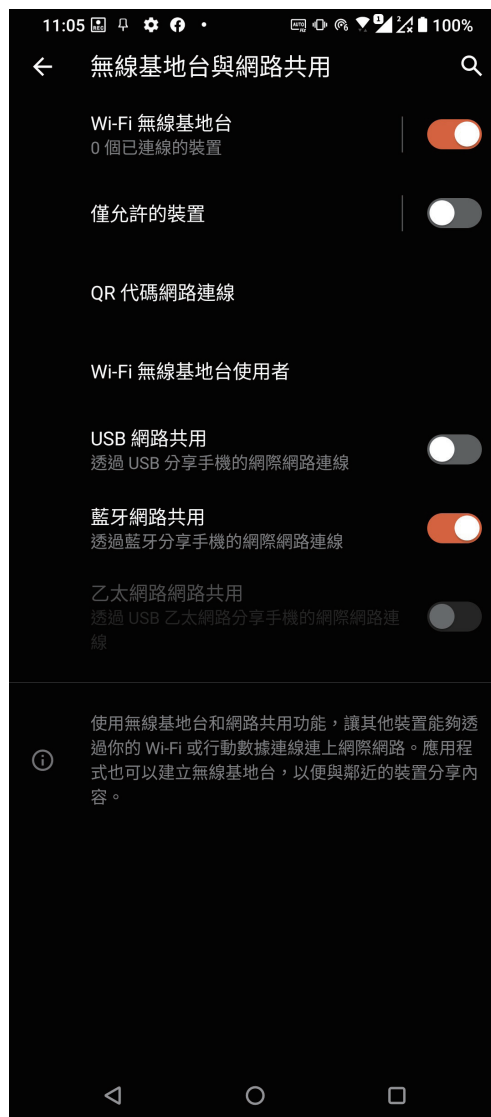 11:05 100%
無線基地台與網路共用
Wi-Fi 無線基地台
0 個已連線的裝置
僅允許的裝置
QR 代碼網路連線
Wi-Fi 無線基地台使用者
USB 網路共用
透過 USB 分享手機的網際網路連線
藍牙網路共用
透過藍牙分享手機的網際網路連線
乙太網路網路共用
透過 USB 乙太網路分享手機的網際網路連
線
使用無線基地台和網路共用功能，讓其他裝置能夠透
過你的 Wi-Fi 或行動數據連線連上網際網路。應用程
式也可以建立無線基地台，以便與鄰近的裝置分享內
容。